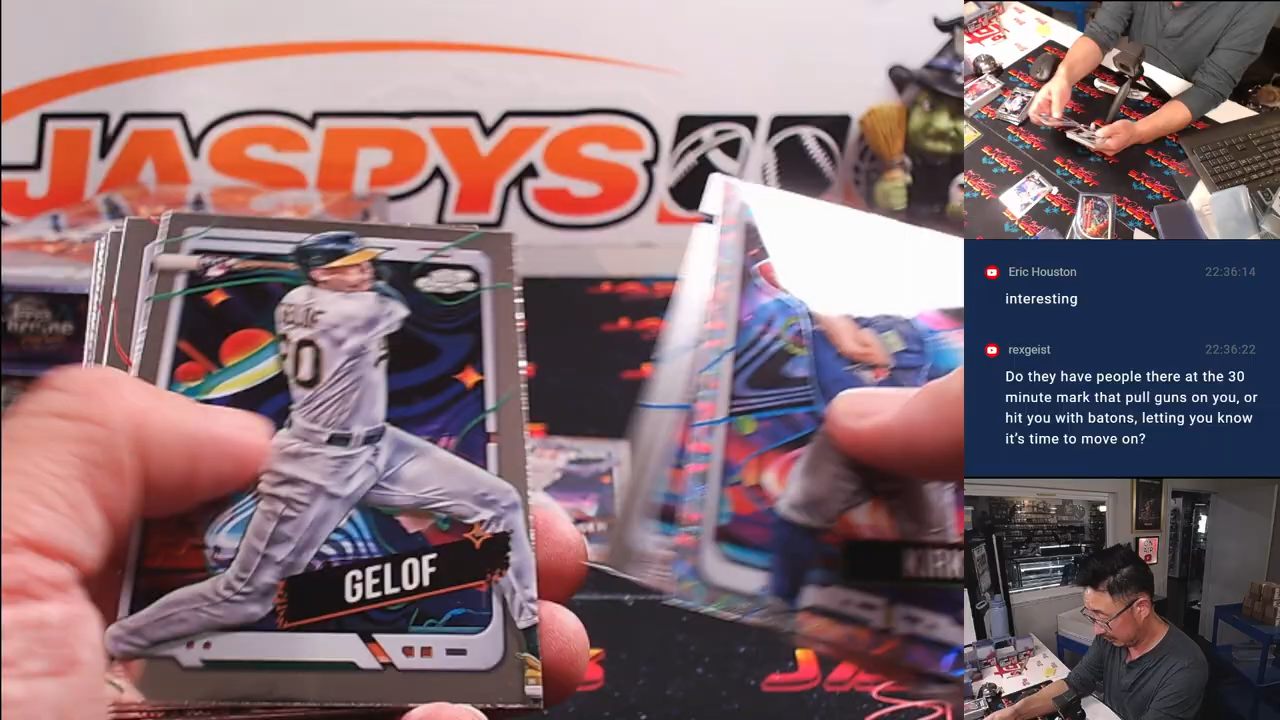 JASPYS
GELOF
20
KIRK
Eric Houston
22:36:14
interesting
rexgeist
22:36:22
Do they have people there at the 30
minute mark that pull guns on you, or
hit you with batons, letting you know
it's time to move on?